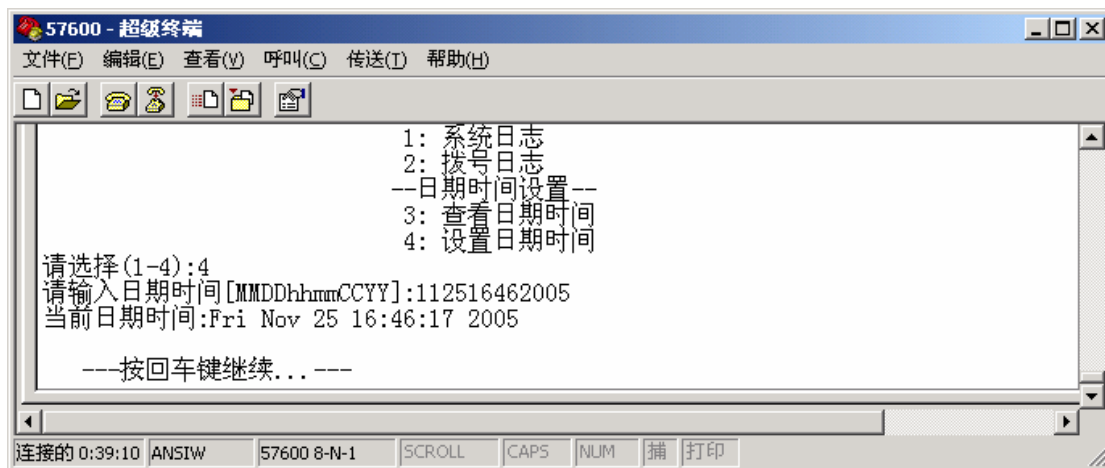 57600 - 超级终端
文件(F) 编辑(E) 查看(V) 呼叫(C) 传送(T) 帮助(H)
1: 系统日志
2: 拨号日志
--日期时间设置--
3: 查看日期时间
4: 设置日期时间
请选择(1-4):4
请输入日期时间[MMDDhhmmCCYY]:112516462005
当前日期时间:Fri Nov 25 16:46:17 2005
---按回车键继续...---
连接的 0:39:10 ANSIW 57600 8-N-1 SCROLL CAPS NUM 捕 打印